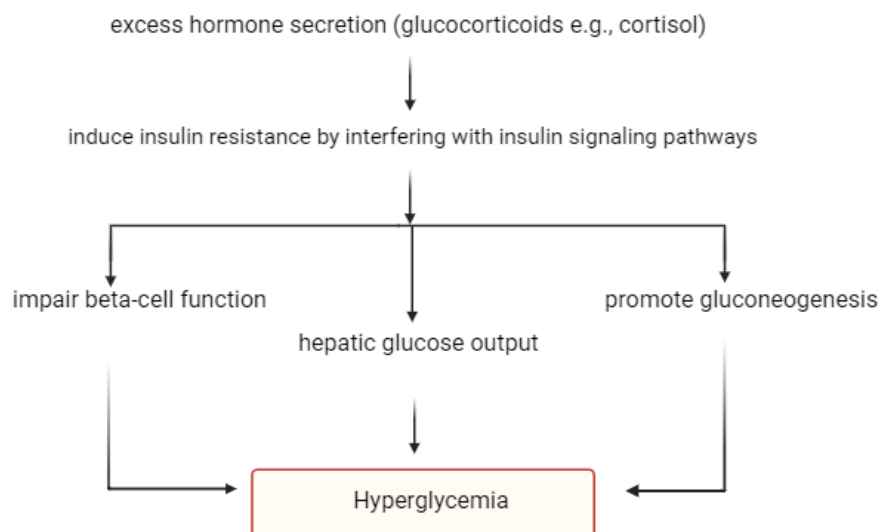 excess hormone secretion (glucocorticoids e.g., cortisol)
induce insulin resistance by interfering with insulin signaling pathways
impair beta-cell function
promote gluconeogenesis
hepatic glucose output
Hyperglycemia